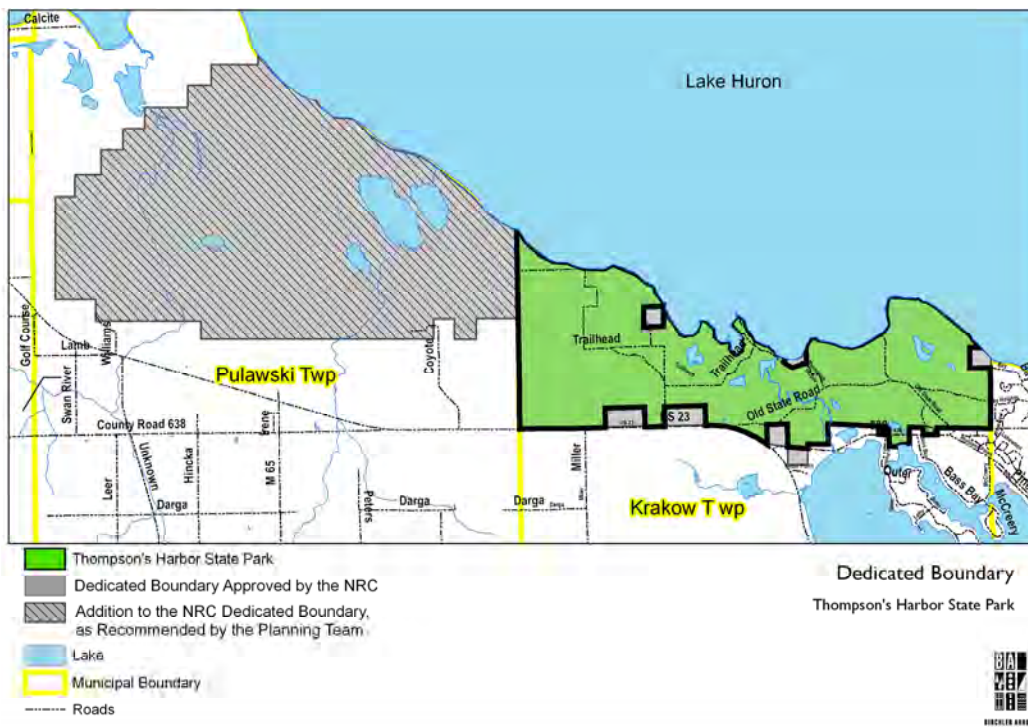 Calcite
Lake Huron
Golf Course
Lamb
Williams
Swan River
Pulawski Twp
Coyote
Trailhead
Trailhead
Old State Road
S 23
County Road 638
Unknown
Leer
Hincka
Irene
M 65
Darga
Peters
Darga
Darga
Darga
Miller
Krakow T wp
Outer
Bass Bay
McCreery
Thompson's Harbor State Park
Dedicated Boundary Approved by the NRC
Addition to the NRC Dedicated Boundary,
as Recommended by the Planning Team
Lake
Municipal Boundary
Roads
Dedicated Boundary
Thompson's Harbor State Park